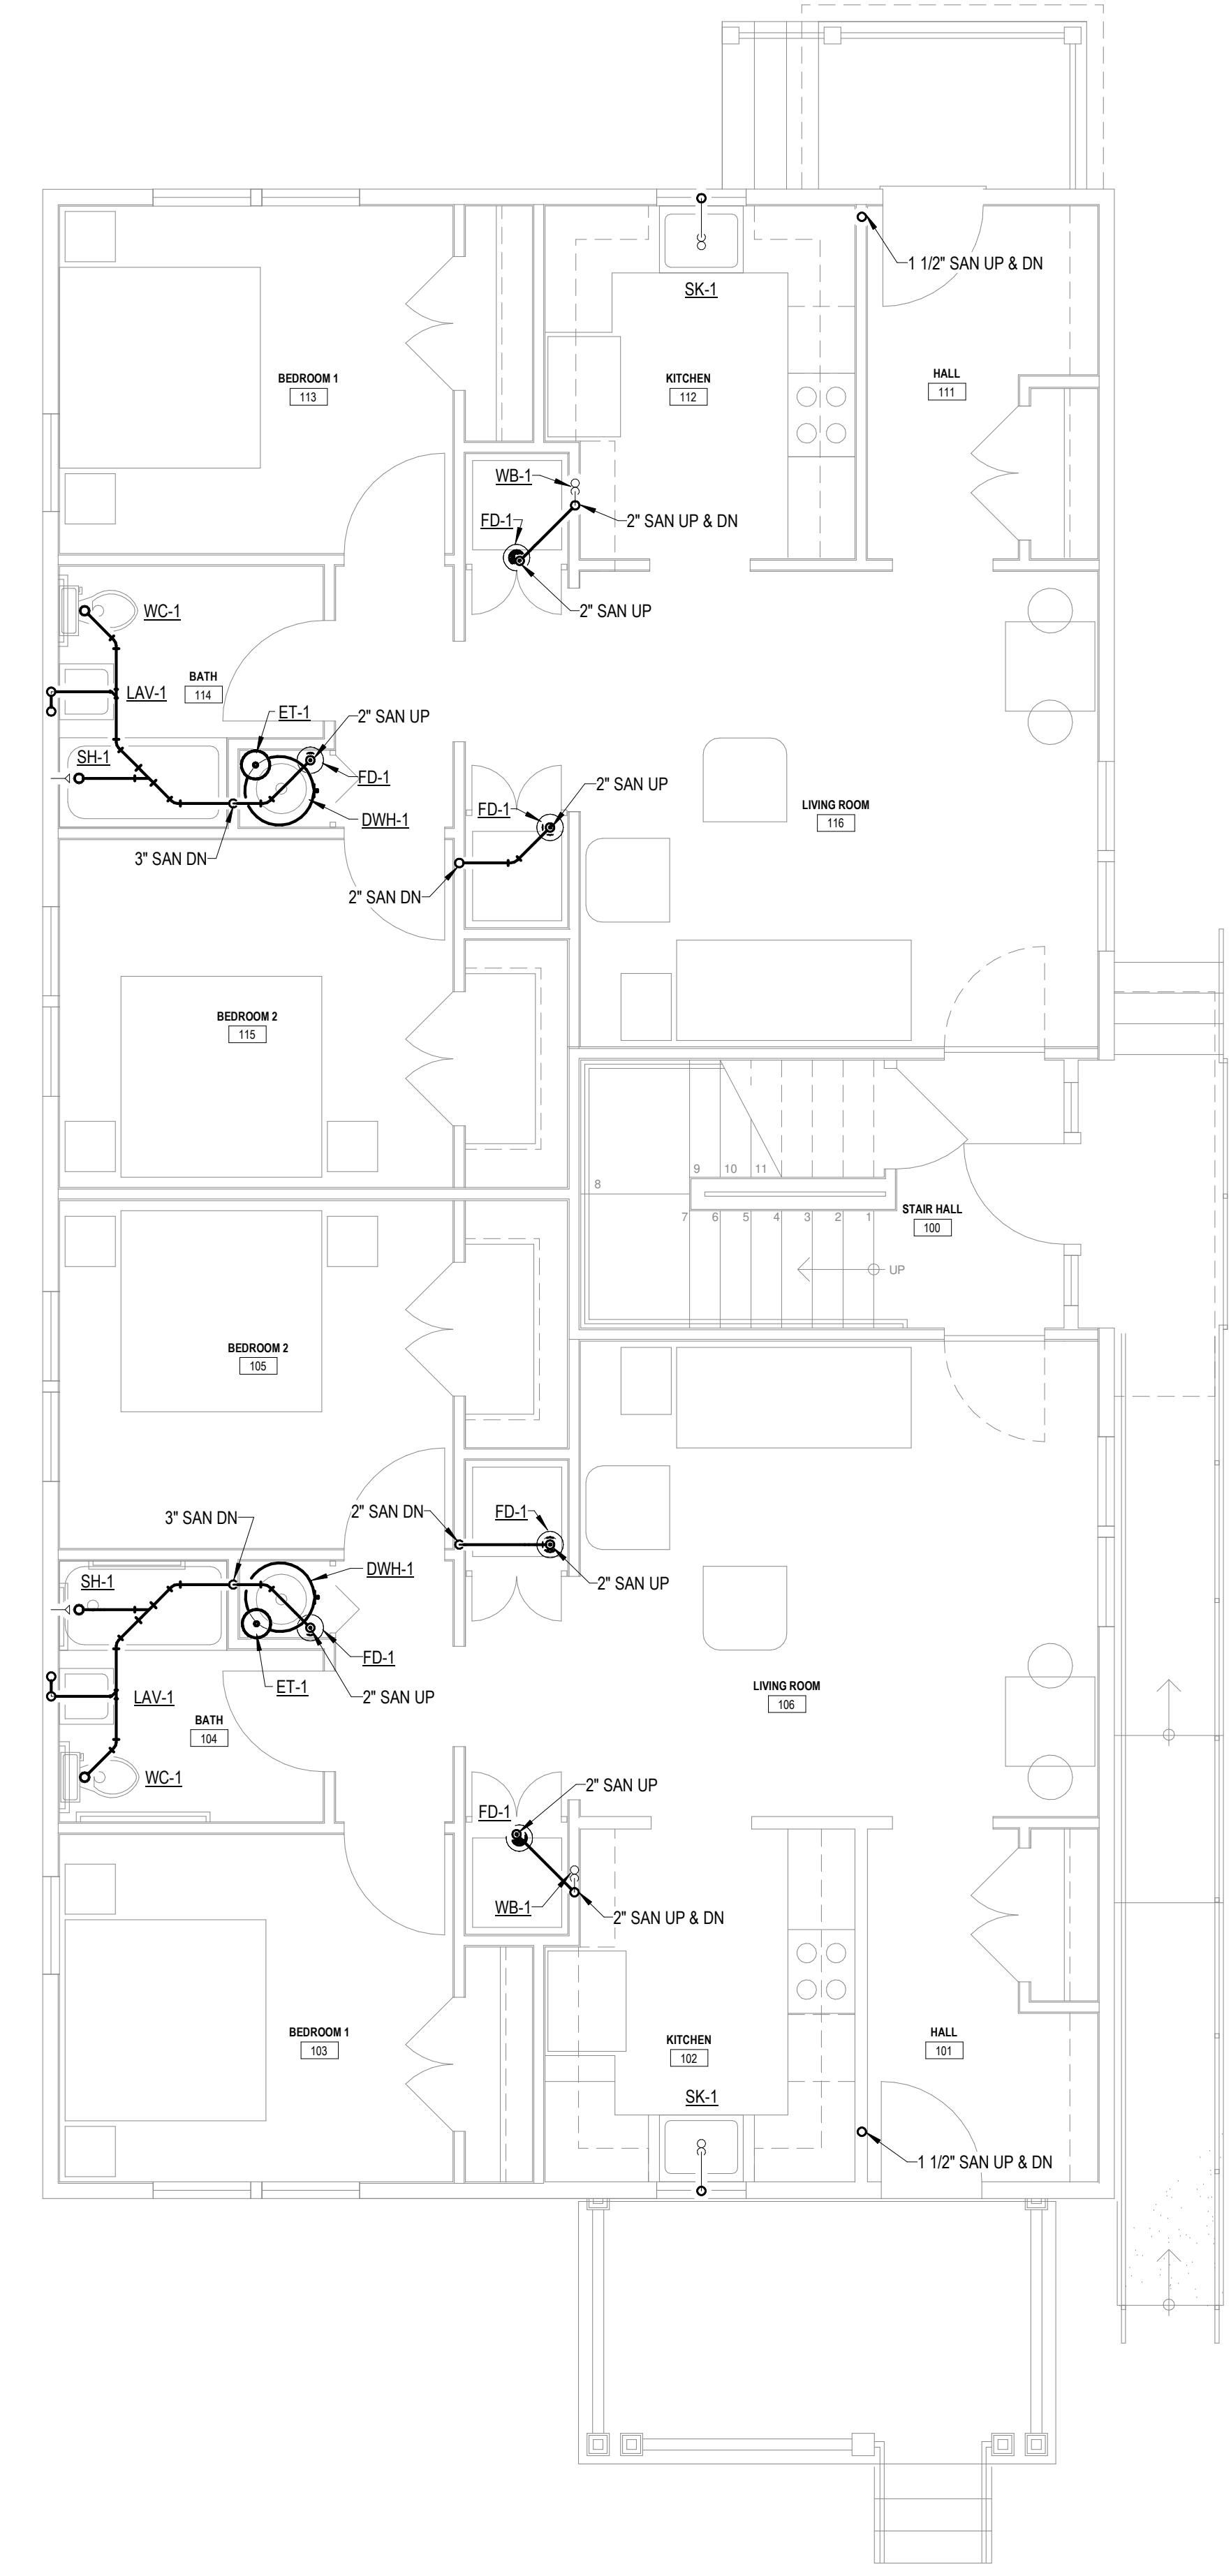 1 1/2" SAN UP & DN
SK-1
BEDROOM 1
113
KITCHEN
112
HALL
111
WB-1
2" SAN UP & DN
FD-1
2" SAN UP
WC-1
BATH
114
LAV-1
ET-1
2" SAN UP
SH-1
FD-1
DWH-1
3" SAN DN
2" SAN UP
FD-1
LIVING ROOM
116
2" SAN DN
BEDROOM 2
115
9 10 11
8
7 6 5 4 3 2 1
STAIR HALL
100
UP
BEDROOM 2
105
3" SAN DN
2" SAN DN
FD-1
SH-1
DWH-1
2" SAN UP
FD-1
ET-1
2" SAN UP
LAV-1
LIVING ROOM
106
BATH
104
WC-1
2" SAN UP
FD-1
WB-1
2" SAN UP & DN
BEDROOM 1
103
KITCHEN
102
HALL
101
SK-1
1 1/2" SAN UP & DN